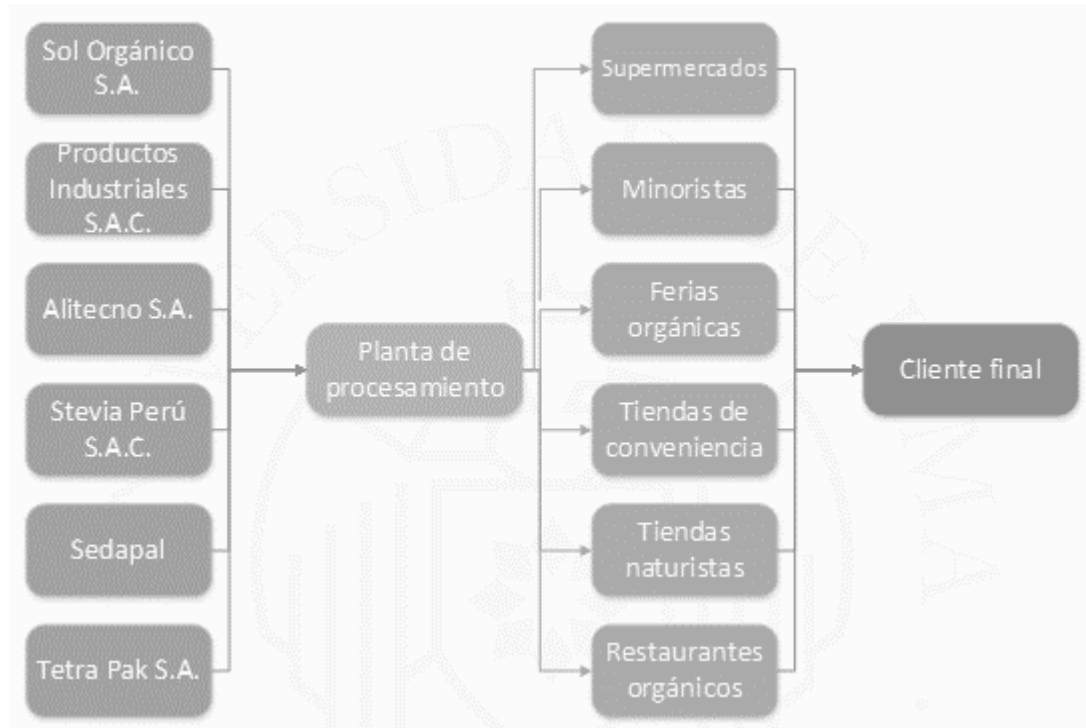 Sol Orgánico
S.A.
Productos
Industriales
S.A.C.
Alitecno S.A.
Stevia Perú
S.A.C.
Sedapal
Tetra Pak S.A.
Planta de
procesamiento
Supermercados
Minoristas
Ferias
orgánicas
Tiendas de
conveniencia
Tiendas
naturistas
Restaurantes
orgánicos
Cliente final